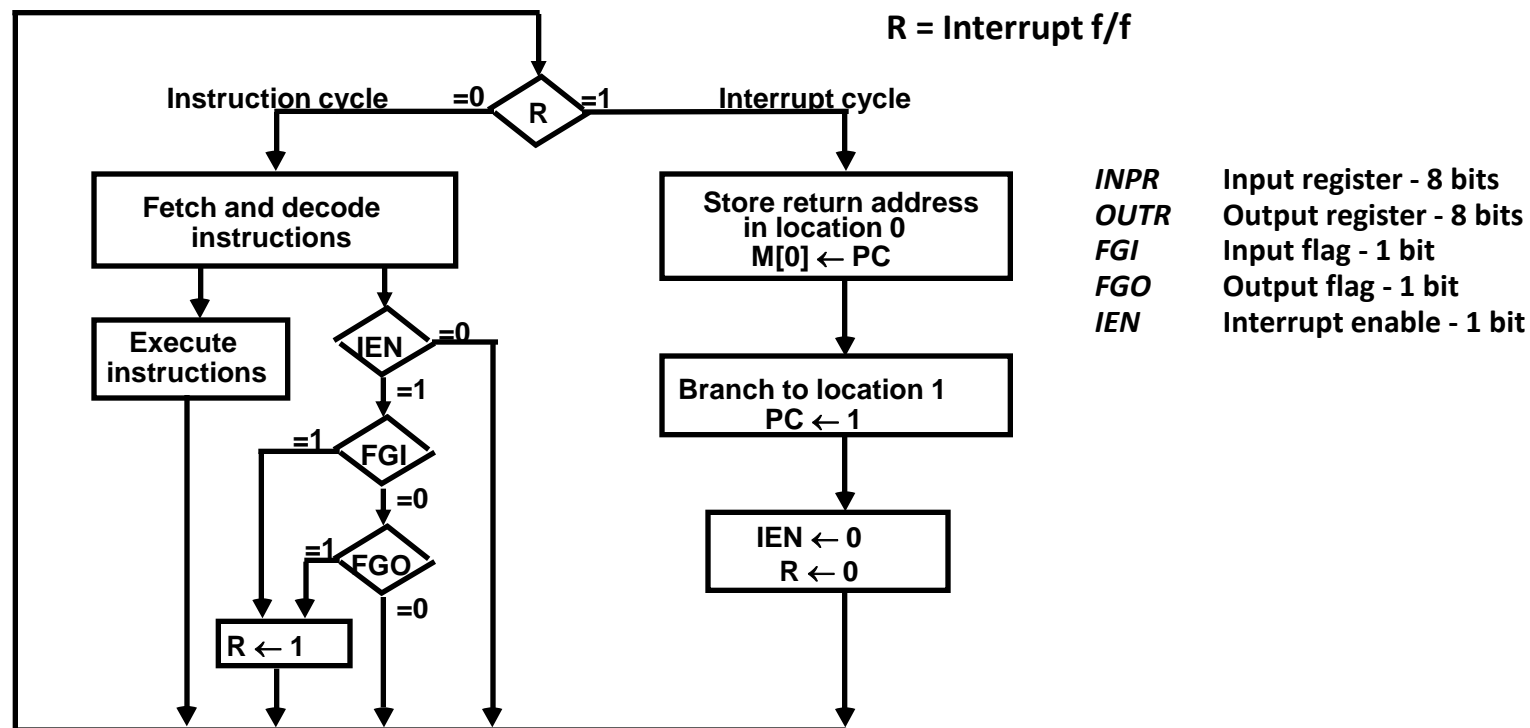 R = Interrupt f/f
R
Instruction cycle
=0
=1
Interrupt cycle
Fetch and decode
instructions
Store return address
in location 0
M[0] ← PC
INPR Input register - 8 bits
OUTR Output register - 8 bits
FGI Input flag - 1 bit
FGO Output flag - 1 bit
IEN Interrupt enable - 1 bit
Execute
instructions
IEN
=0
=1
Branch to location 1
PC ← 1
=1
FGI
=0
=1
FGO
=0
IEN ← 0
R ← 0
R ← 1